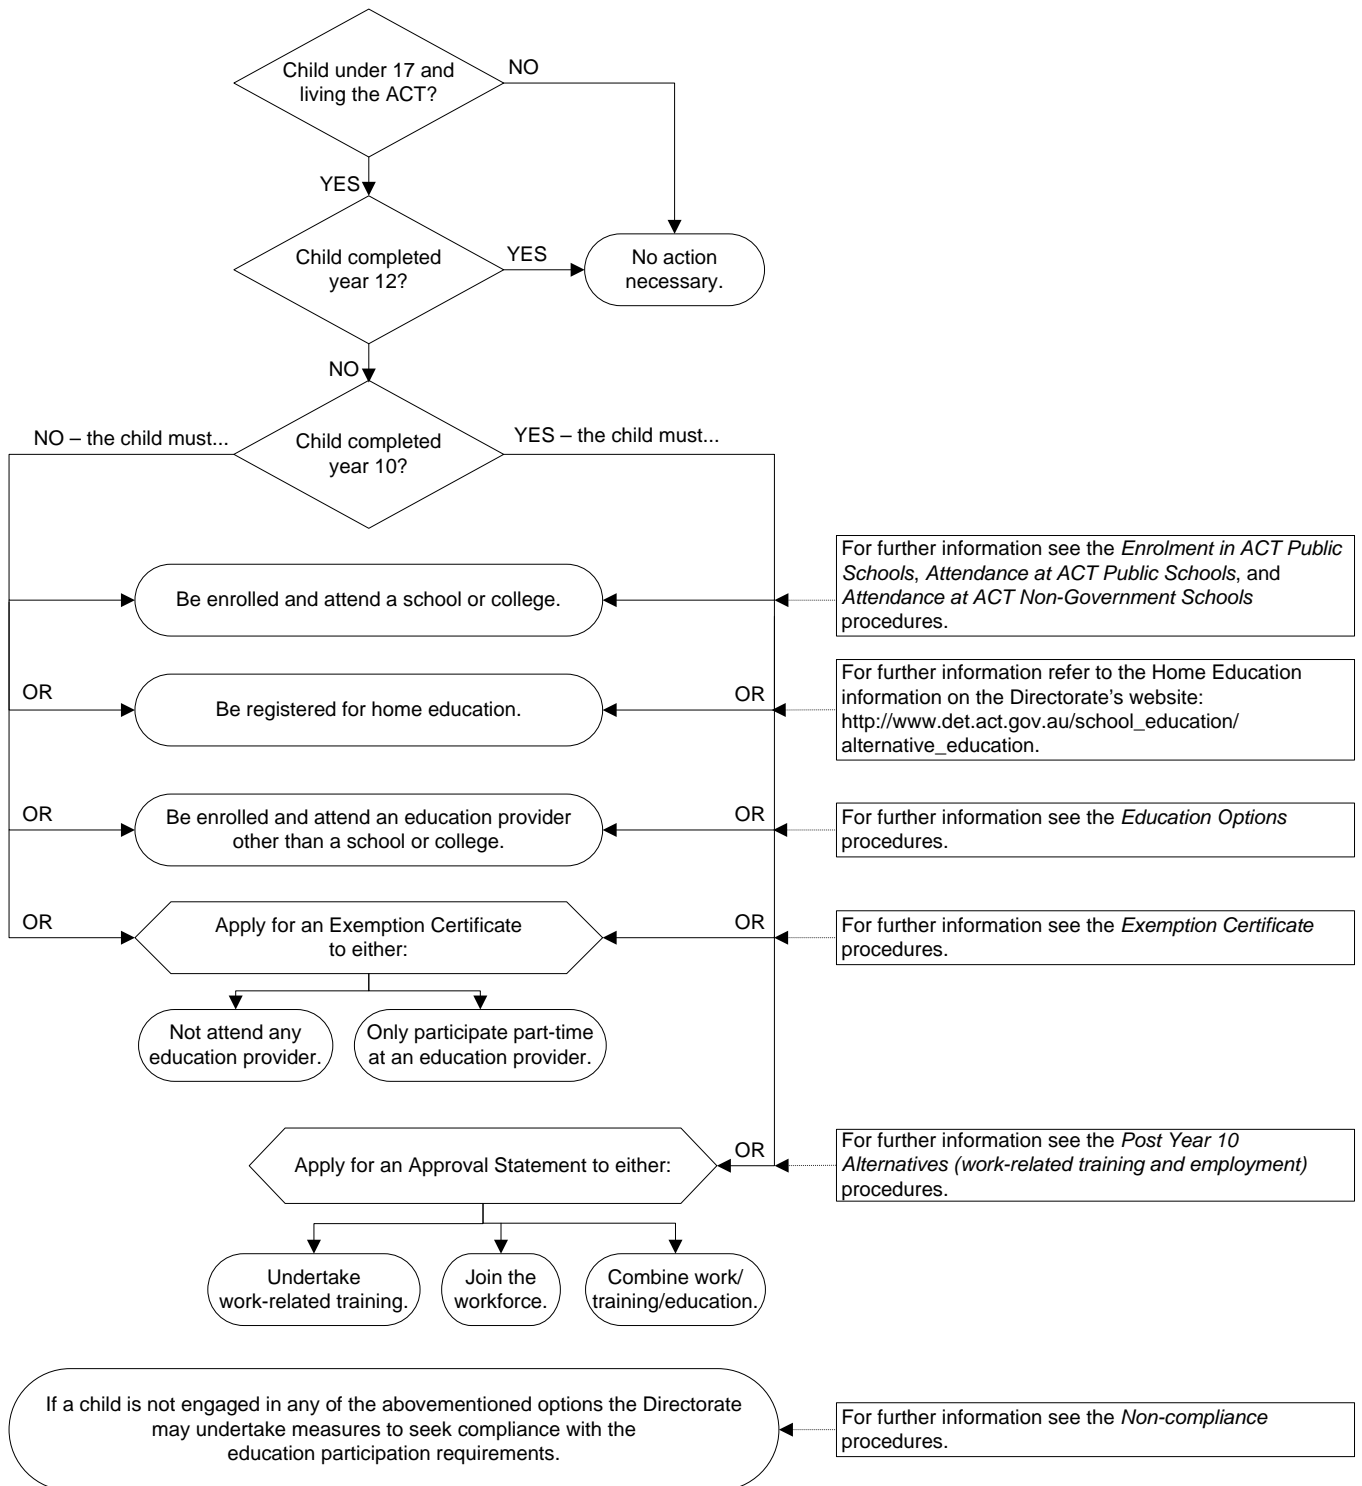 Child under 17 and
living the ACT?
NO
YES
Child completed
year 12?
YES
No action
necessary.
NO
NO – the child must...
Child completed
year 10?
YES – the child must...
Be enrolled and attend a school or college.
For further information see the Enrolment in ACT Public
Schools, Attendance at ACT Public Schools, and
Attendance at ACT Non-Government Schools
procedures.
OR
Be registered for home education.
OR
For further information refer to the Home Education
information on the Directorate's website:
http://www.det.act.gov.au/school_education/
alternative_education.
OR
Be enrolled and attend an education provider
other than a school or college.
OR
For further information see the Education Options
procedures.
OR
Apply for an Exemption Certificate
to either:
OR
For further information see the Exemption Certificate
procedures.
Not attend any
education provider.
Only participate part-time
at an education provider.
Apply for an Approval Statement to either:
OR
For further information see the Post Year 10
Alternatives (work-related training and employment)
procedures.
Undertake
work-related training.
Join the
workforce.
Combine work/
training/education.
If a child is not engaged in any of the abovementioned options the Directorate
may undertake measures to seek compliance with the
education participation requirements.
For further information see the Non-compliance
procedures.